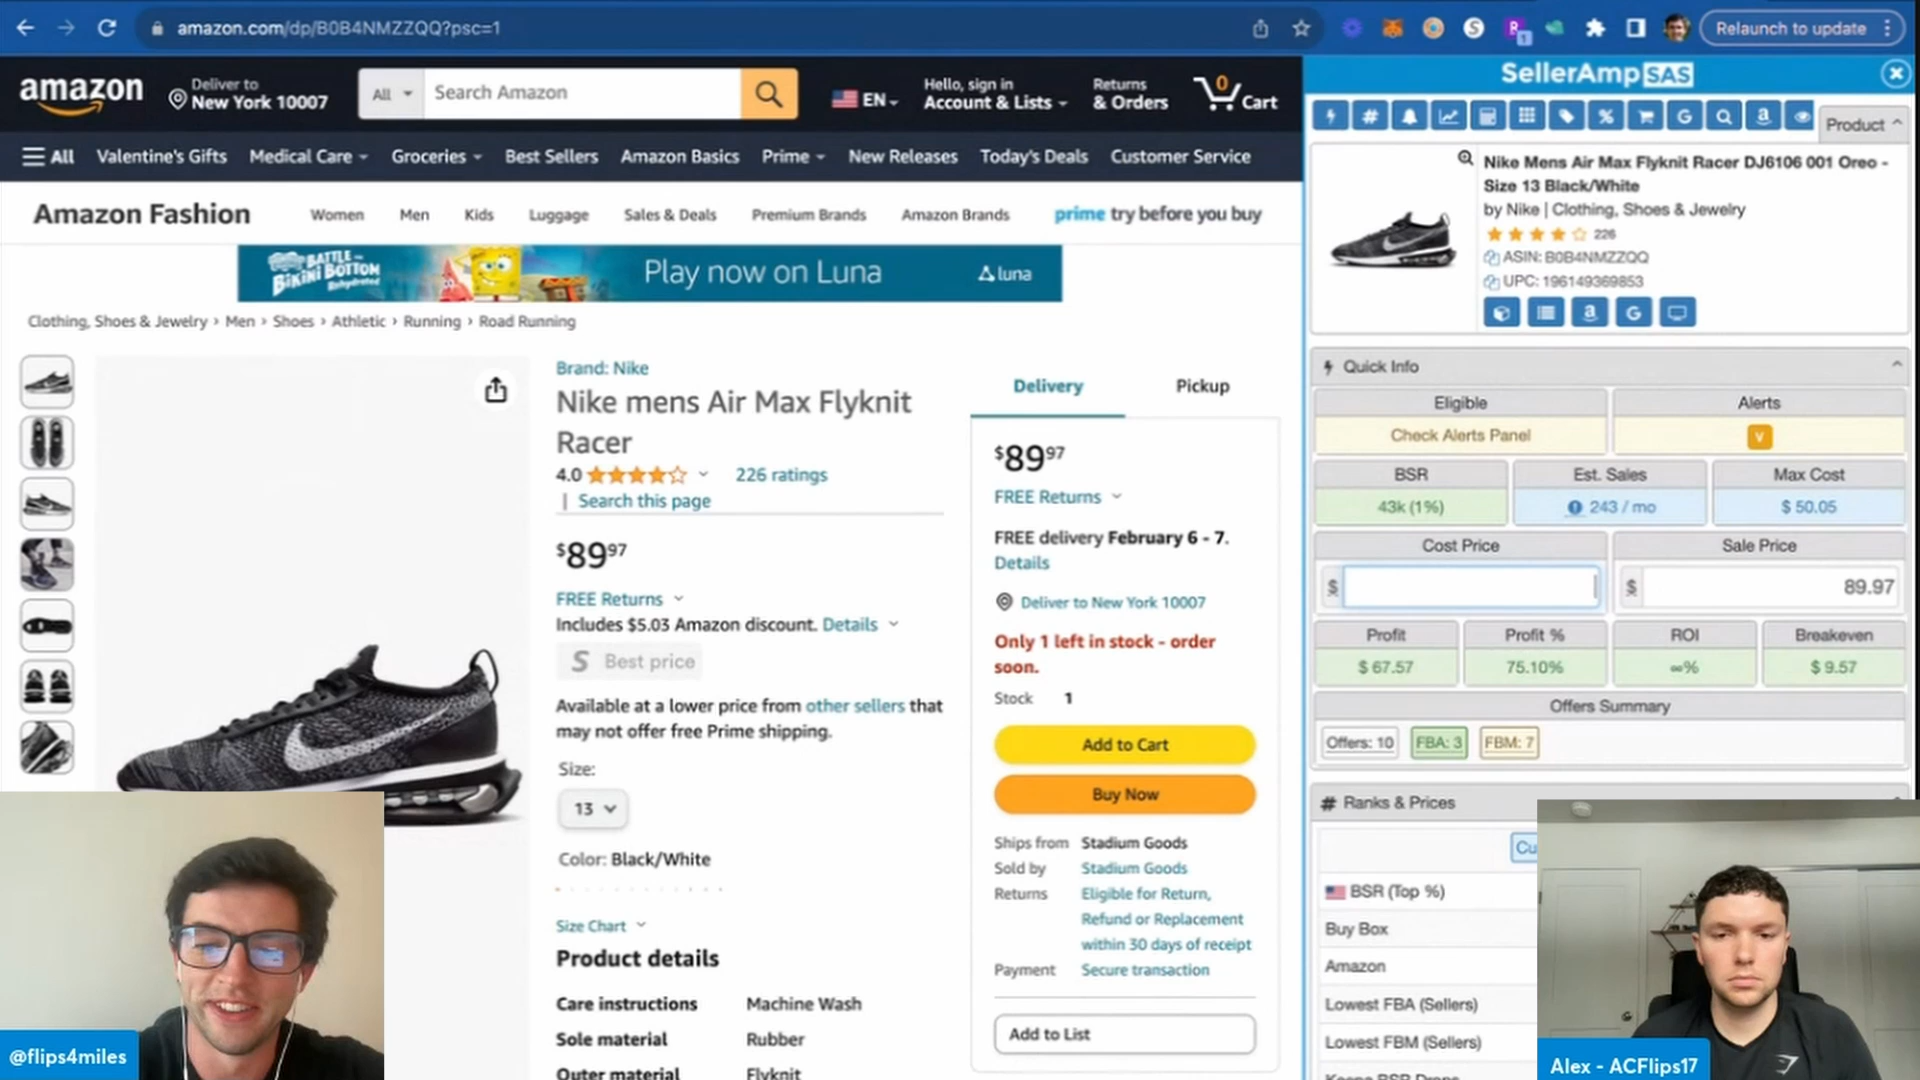 amazon.com/dp/B0B4NMZZQQ?psc=1
Relaunch to update
amazon
Deliver to
New York 10007
All
Search Amazon
EN
Hello, sign in
Account & Lists
Returns
& Orders
0
Cart
All
Valentine's Gifts
Medical Care
Groceries
Best Sellers
Amazon Basics
Prime
New Releases
Today's Deals
Customer Service
Amazon Fashion
Women
Men
Kids
Luggage
Sales & Deals
Premium Brands
Amazon Brands
prime try before you buy
BATTLE for
BIKINI BOTTOM
Rehydrated
Play now on Luna
luna
Clothing, Shoes & Jewelry › Men › Shoes › Athletic › Running › Road Running
Brand: Nike
Nike mens Air Max Flyknit
Racer
4.0
226 ratings
| Search this page
$89 97
FREE Returns
Includes $5.03 Amazon discount. Details
S Best price
Available at a lower price from other sellers that
may not offer free Prime shipping.
Size:
13
Color: Black/White
Size Chart
Product details
Care instructions Machine Wash
Sole material Rubber
Outer material Flyknit
Delivery
Pickup
$89 97
FREE Returns
FREE delivery February 6 - 7.
Details
Deliver to New York 10007
Only 1 left in stock - order
soon.
Stock 1
Add to Cart
Buy Now
Ships from Stadium Goods
Sold by Stadium Goods
Returns Eligible for Return,
Refund or Replacement
within 30 days of receipt
Payment Secure transaction
Add to List
SellerAmp SAS
Product
Nike Mens Air Max Flyknit Racer DJ6106 001 Oreo -
Size 13 Black/White
by Nike | Clothing, Shoes & Jewelry
226
ASIN: B0B4NMZZQQ
UPC: 196149369853
Quick Info
Eligible
Alerts
Check Alerts Panel
V
BSR
Est. Sales
Max Cost
43k (1%)
243 / mo
$ 50.05
Cost Price
Sale Price
$
$ 89.97
Profit
Profit %
ROI
Breakeven
$ 67.57
75.10%
∞%
$ 9.57
Offers Summary
Offers: 10
FBA: 3
FBM: 7
# Ranks & Prices
Cu
BSR (Top %)
Buy Box
Amazon
Lowest FBA (Sellers)
Lowest FBM (Sellers)
Keepa BSR Drops
@flips4miles
Alex - ACFlips17